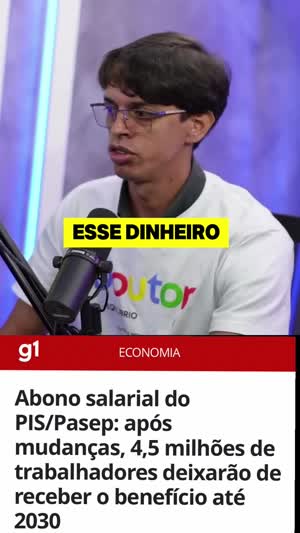 ESSE DINHEIRO
outor
g1
ECONOMIA
Abono salarial do
PIS/Pasep: após
mudanças, 4,5 milhões de
trabalhadores deixarão de
receber o benefício até
2030